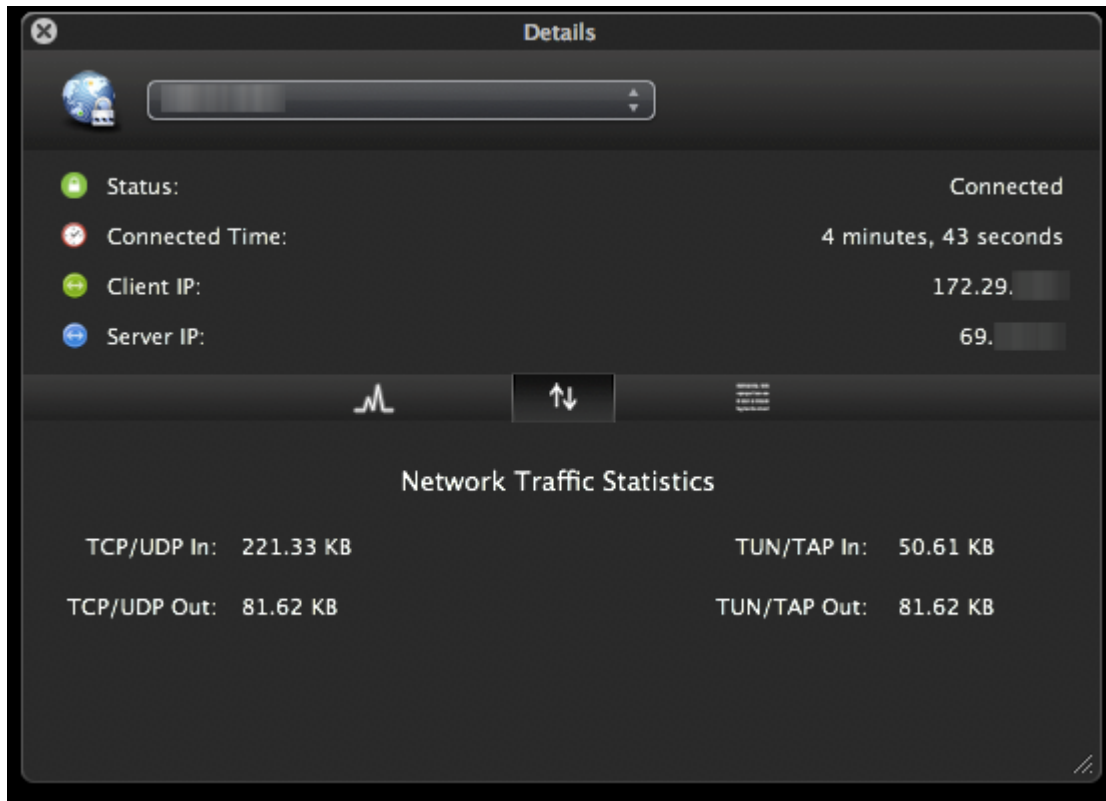 Details
Status: Connected
Connected Time: 4 minutes, 43 seconds
Client IP: 172.29.
Server IP: 69.
Network Traffic Statistics
TCP/UDP In: 221.33 KB TUN/TAP In: 50.61 KB
TCP/UDP Out: 81.62 KB TUN/TAP Out: 81.62 KB